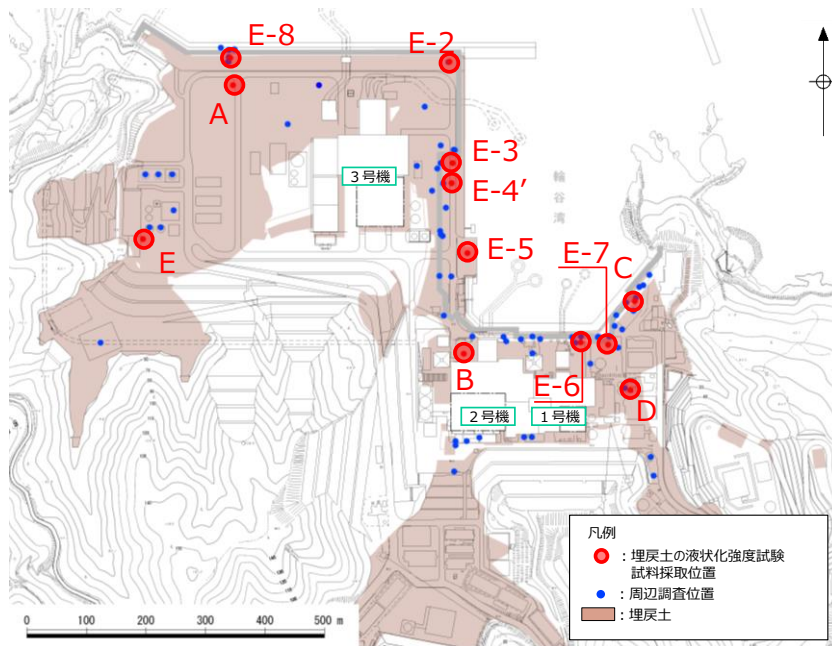 E-8
E-2
A
E-3
3号機
E-4’
輪谷湾
E-5
E-7
C
E
B
E-6
D
2号機
1号機
凡例
：埋戻土の液状化強度試験
試料採取位置
：周辺調査位置
：埋戻土
0 100 200 300 400 500 m